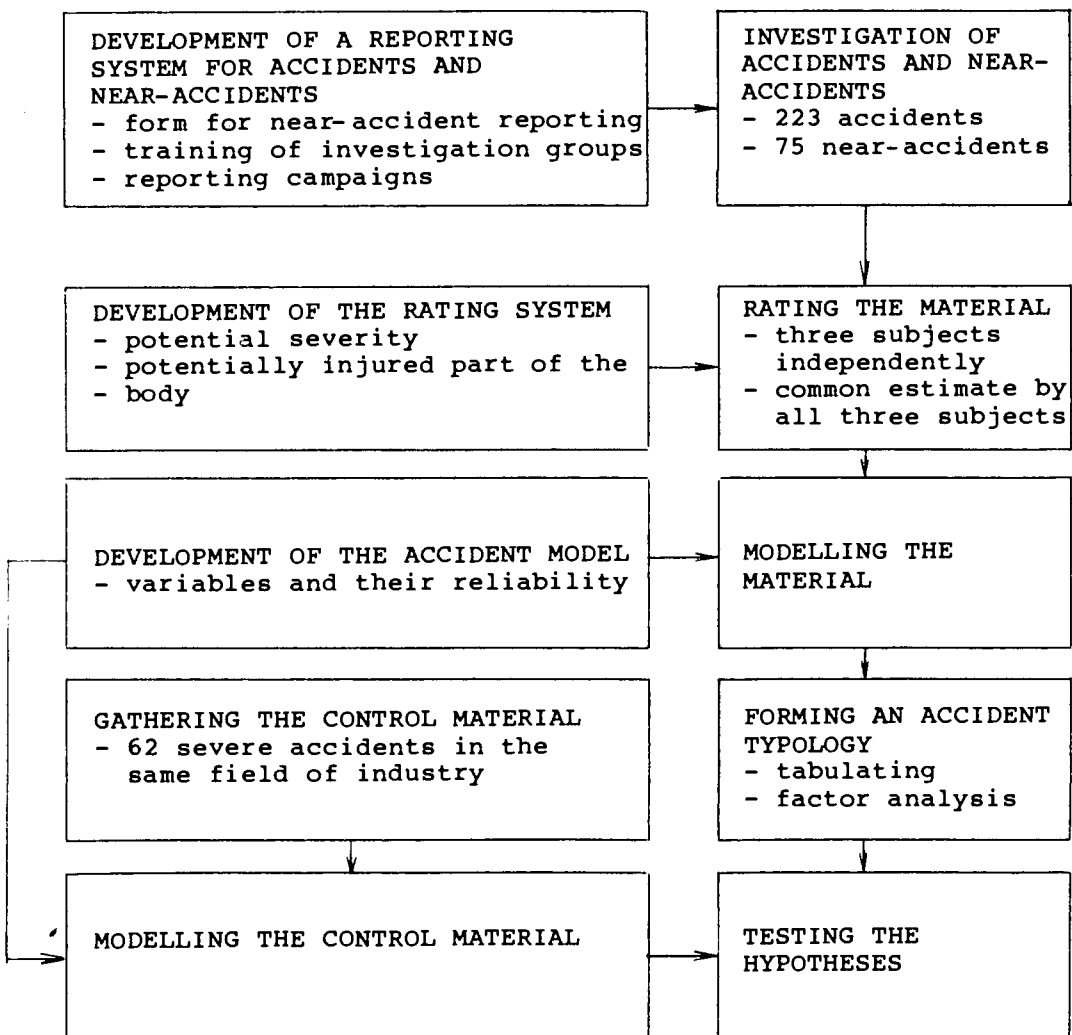 DEVELOPMENT OF A REPORTING
SYSTEM FOR ACCIDENTS AND
NEAR-ACCIDENTS
- form for near-accident reporting
- training of investigation groups
- reporting campaigns
INVESTIGATION OF
ACCIDENTS AND NEAR-
ACCIDENTS
- 223 accidents
- 75 near-accidents
DEVELOPMENT OF THE RATING SYSTEM
- potential severity
- potentially injured part of the
- body
RATING THE MATERIAL
- three subjects
independently
- common estimate by
all three subjects
DEVELOPMENT OF THE ACCIDENT MODEL
- variables and their reliability
MODELLING THE
MATERIAL
GATHERING THE CONTROL MATERIAL
- 62 severe accidents in the
same field of industry
FORMING AN ACCIDENT
TYPOLOGY
- tabulating
- factor analysis
MODELLING THE CONTROL MATERIAL
TESTING THE
HYPOTHESES